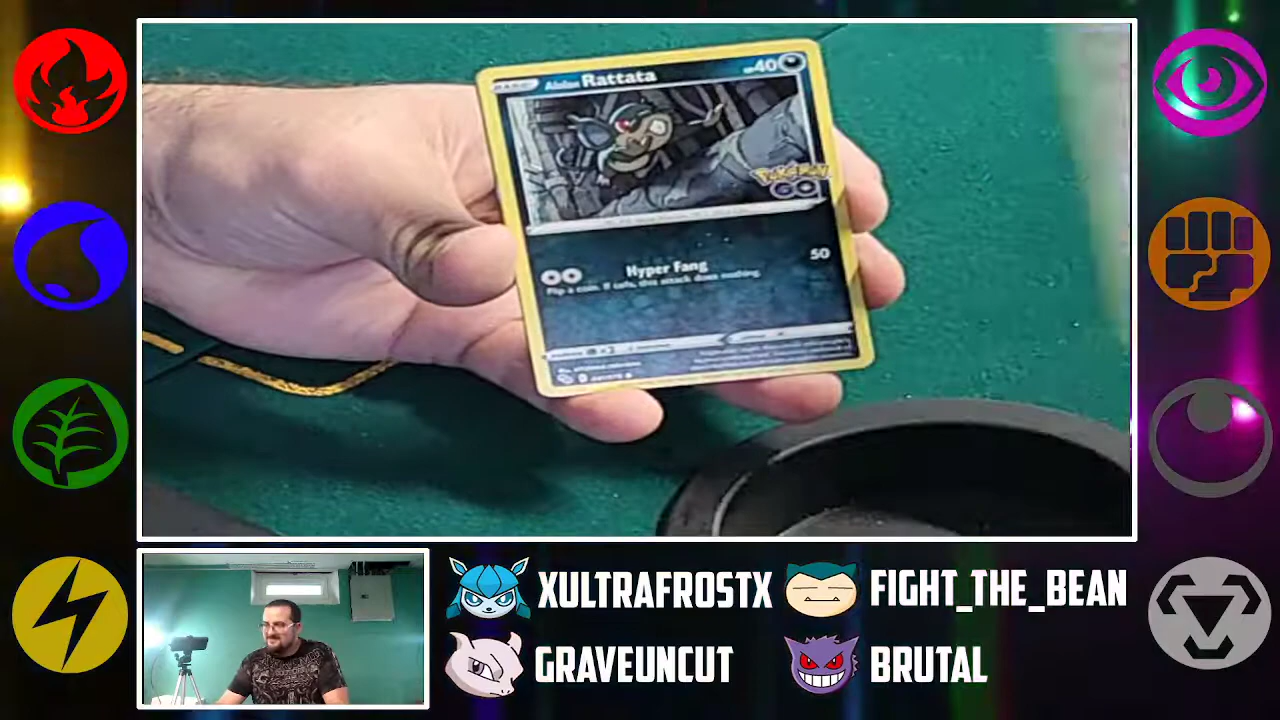 BASIC Alolan Rattata HP40
Pokémon
GO
Hyper Fang 50
Flip a coin. If tails, this attack does nothing.
XULTRAFROSTX FIGHT_THE_BEAN
GRAVEUNCUT BRUTAL